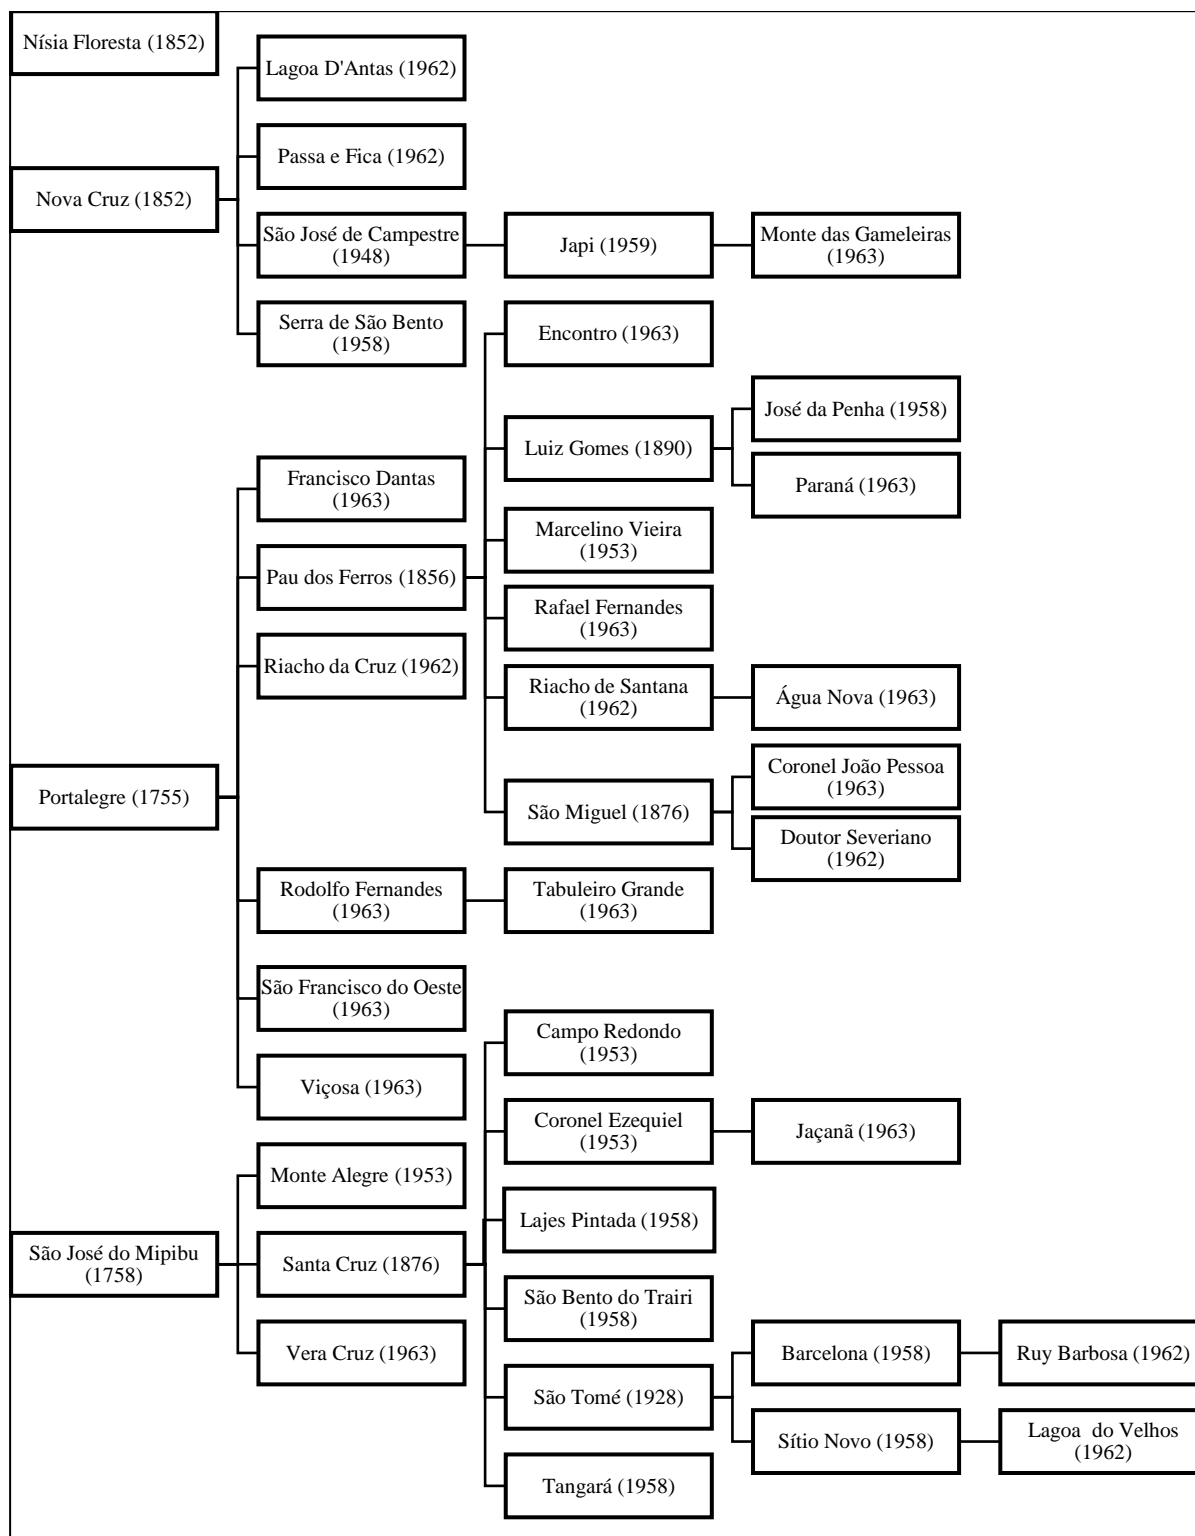 Nísia Floresta (1852)
Lagoa D'Antas (1962)
Passa e Fica (1962)
Nova Cruz (1852)
São José de Campestre
(1948)
Japi (1959)
Monte das Gameleiras
(1963)
Serra de São Bento
(1958)
Encontro (1963)
José da Penha (1958)
Luiz Gomes (1890)
Paraná (1963)
Francisco Dantas
(1963)
Marcelino Vieira
(1953)
Pau dos Ferros (1856)
Rafael Fernandes
(1963)
Riacho da Cruz (1962)
Riacho de Santana
(1962)
Água Nova (1963)
Coronel João Pessoa
(1963)
Portalegre (1755)
São Miguel (1876)
Doutor Severiano
(1962)
Rodolfo Fernandes
(1963)
Tabuleiro Grande
(1963)
São Francisco do Oeste
(1963)
Campo Redondo
(1953)
Viçosa (1963)
Coronel Ezequiel
(1953)
Jaçanã (1963)
Monte Alegre (1953)
Lajes Pintada (1958)
São José do Mipibu
(1758)
Santa Cruz (1876)
São Bento do Trairi
(1958)
Vera Cruz (1963)
Barcelona (1958)
Ruy Barbosa (1962)
São Tomé (1928)
Sítio Novo (1958)
Lagoa  do Velhos
(1962)
Tangará (1958)